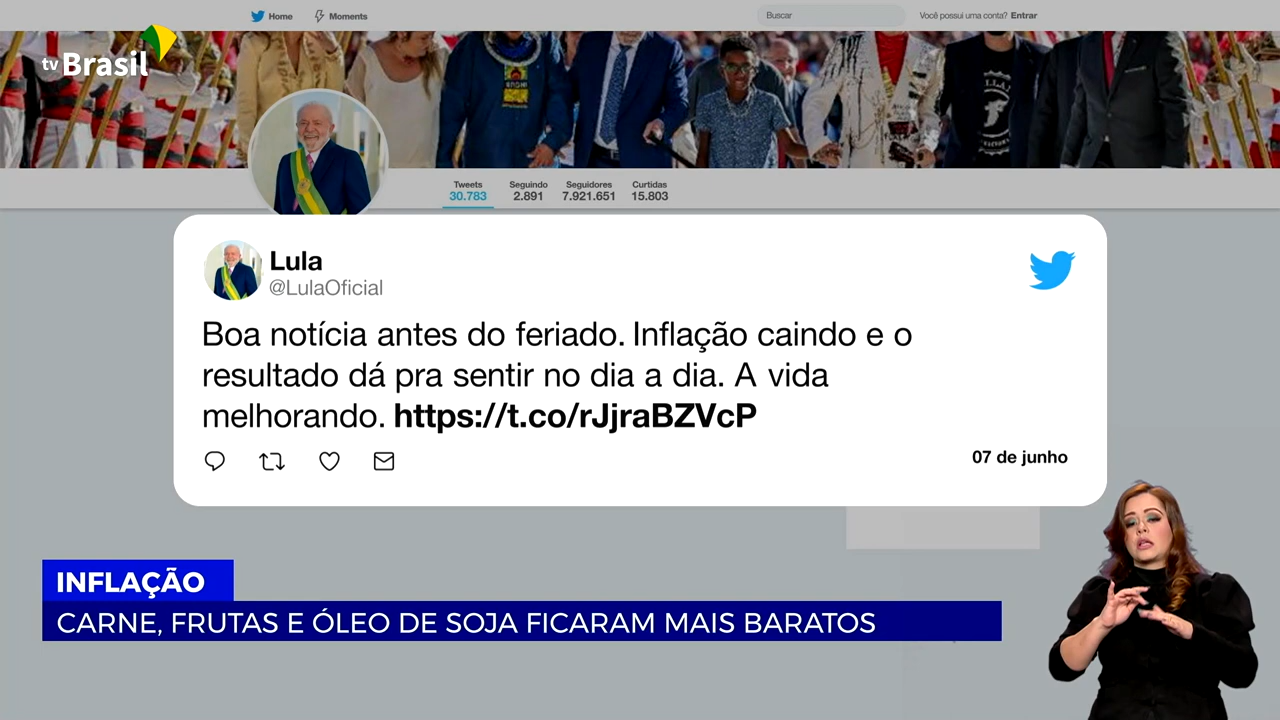 Home
Moments
Buscar
Você possui uma conta? Entrar
tv Brasil
Tweets
30.783
Seguindo
2.891
Seguidores
7.921.651
Curtidas
15.803
Lula
@LulaOficial
Boa notícia antes do feriado. Inflação caindo e o
resultado dá pra sentir no dia a dia. A vida
melhorando. https://t.co/rJjraBZVcP
07 de junho
INFLAÇÃO
CARNE, FRUTAS E ÓLEO DE SOJA FICARAM MAIS BARATOS